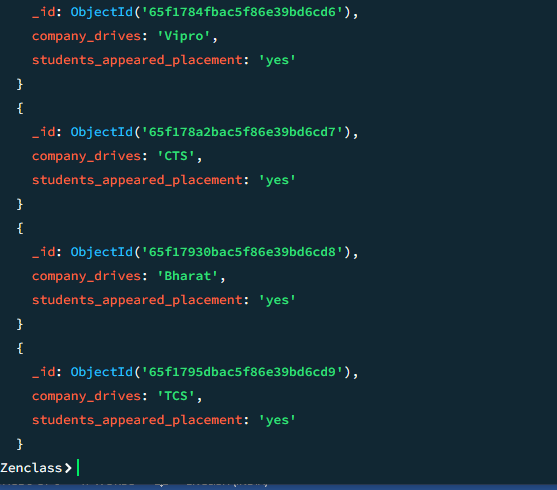 _id: ObjectId('65f1784fbac5f86e39bd6cd6'),
company_drives: 'Vipro',
students_appeared_placement: 'yes'
}
{
_id: ObjectId('65f178a2bac5f86e39bd6cd7'),
company_drives: 'CTS',
students_appeared_placement: 'yes'
}
{
_id: ObjectId('65f17930bac5f86e39bd6cd8'),
company_drives: 'Bharat',
students_appeared_placement: 'yes'
}
{
_id: ObjectId('65f1795dbac5f86e39bd6cd9'),
company_drives: 'TCS',
students_appeared_placement: 'yes'
}
Zenclass>